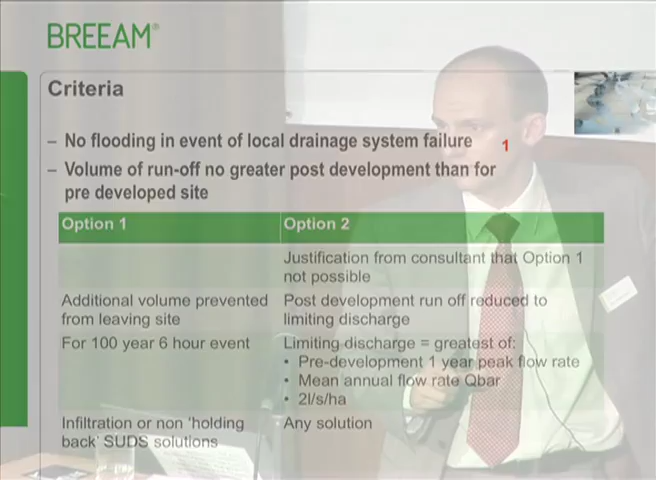 BREEAM®
Criteria
– No flooding in event of local drainage system failure 1
– Volume of run-off no greater post development than for
pre developed site
Option 1 Option 2
Justification from consultant that Option 1
not possible
Additional volume prevented Post development run off reduced to
from leaving site limiting discharge
For 100 year 6 hour event Limiting discharge = greatest of:
• Pre-development 1 year peak flow rate
• Mean annual flow rate Qbar
• 2l/s/ha
Infiltration or non 'holding Any solution
back' SUDS solutions